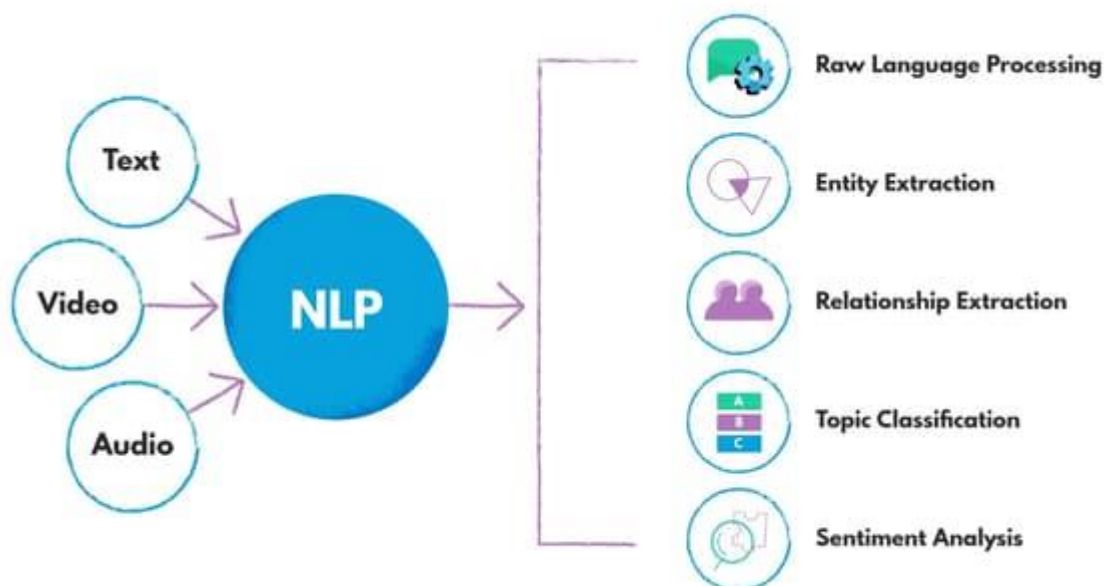 Text
Video
Audio
NLP
Raw Language Processing
Entity Extraction
Relationship Extraction
A
B
C
Topic Classification
Sentiment Analysis